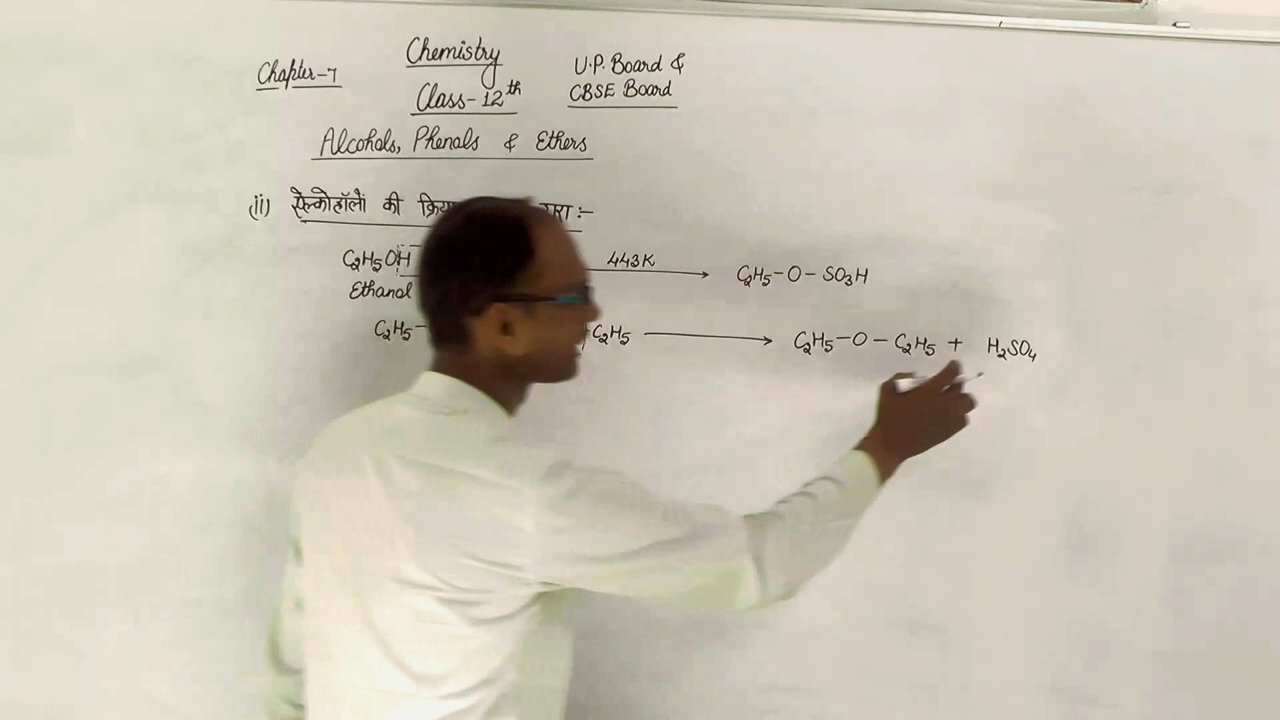 Chapter-7 Chemistry U.P. Board &
Class-12th CBSE Board
Alcohols, Phenals & Ethers
(ii) ऐल्कोहॉलों की :-
C2H5OH 443K → C2H5-O-SO3H
Ethanol
C2H5- C2H5 → C2H5-O-C2H5 + H2SO4